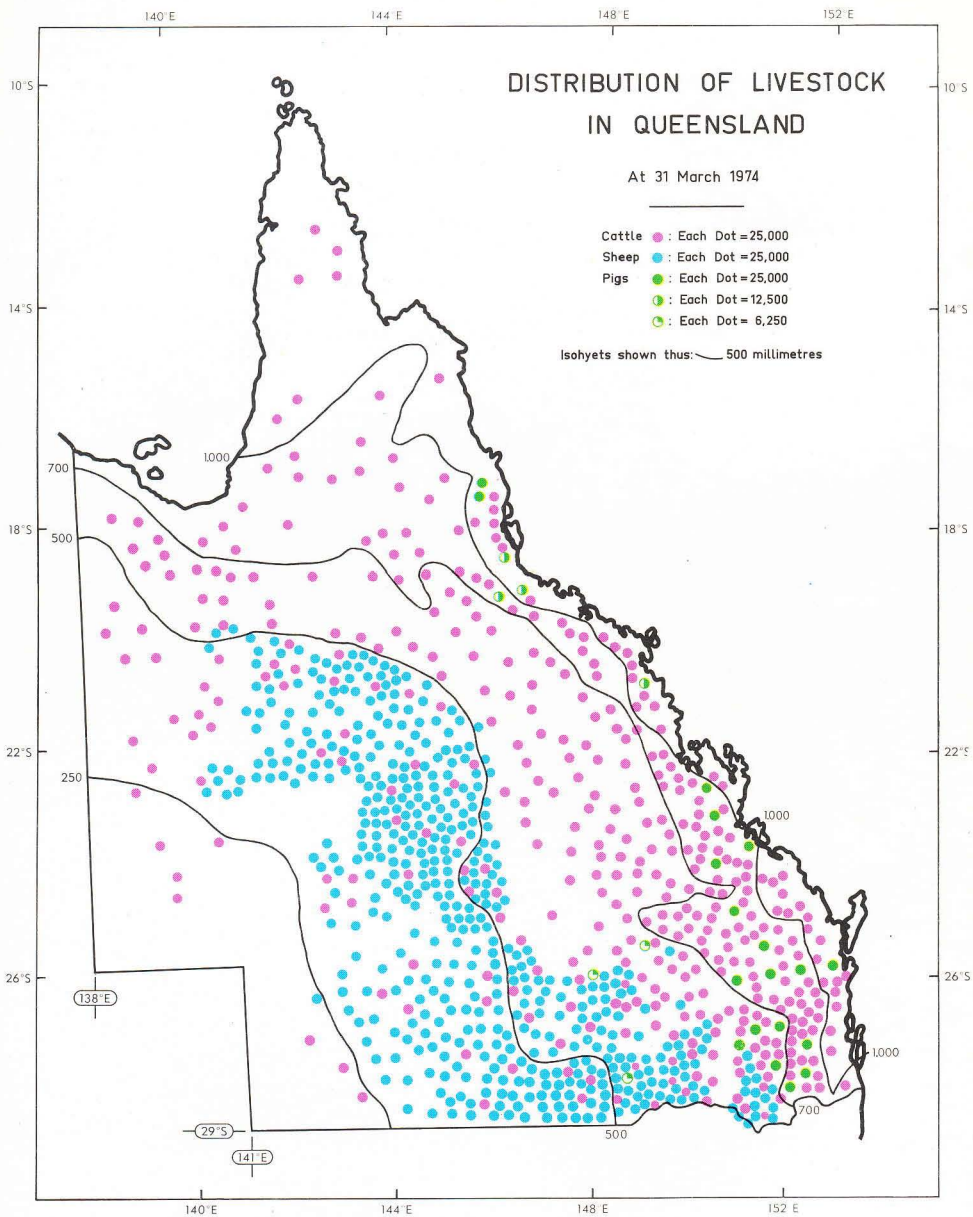 140°E 144°E 148°E 152°E
10°S 10°S
DISTRIBUTION OF LIVESTOCK
IN QUEENSLAND
At 31 March 1974
Cattle : Each Dot = 25,000
Sheep : Each Dot = 25,000
Pigs : Each Dot = 25,000
: Each Dot = 12,500
: Each Dot = 6,250
14°S 14°S
Isohyets shown thus: 500 millimetres
1,000
700
18°S 18°S
500
22°S 22°S
250
1,000
26°S 26°S
138°E
1,000
700
29°S
500
141°E
140°E 144°E 148°E 152°E